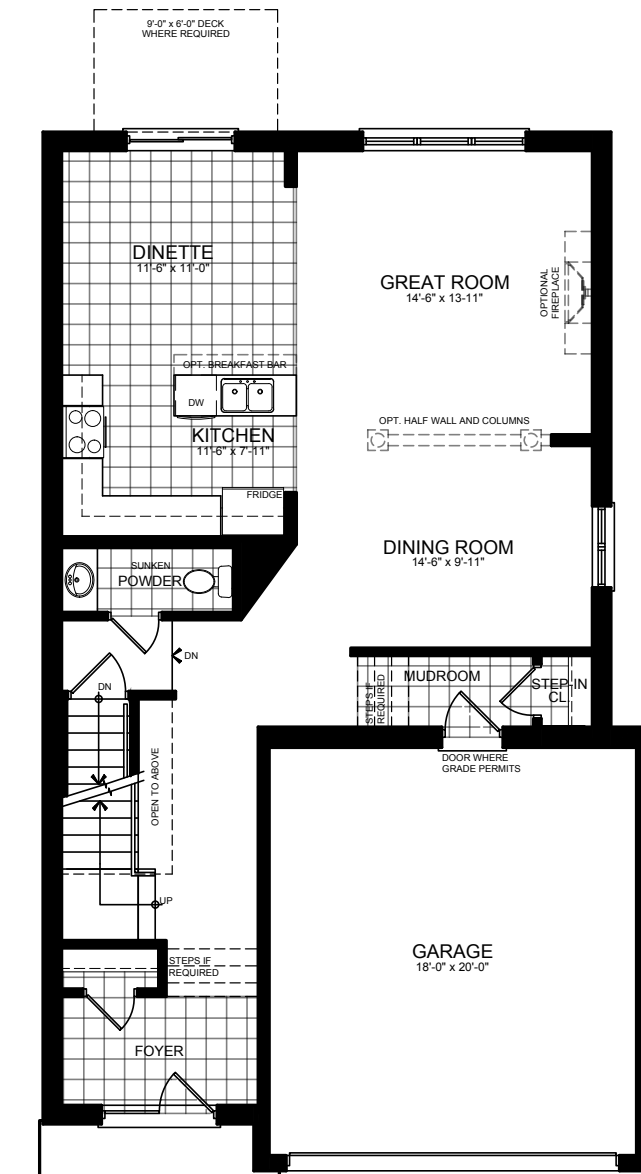 9'-0" x 6'-0" DECK
WHERE REQUIRED
DINETTE
11'-6" x 11'-0"
GREAT ROOM
14'-6" x 13'-11"
OPTIONAL
FIREPLACE
OPT. BREAKFAST BAR
DW
OPT. HALF WALL AND COLUMNS
KITCHEN
11'-6" x 7'-11"
FRIDGE
DINING ROOM
14'-6" x 9'-11"
SUNKEN
POWDER
DN
DN
MUDROOM
STEPS IF
REQUIRED
STEP-IN
CL
DOOR WHERE
GRADE PERMITS
OPEN TO ABOVE
UP
GARAGE
18'-0" x 20'-0"
STEPS IF
REQUIRED
FOYER